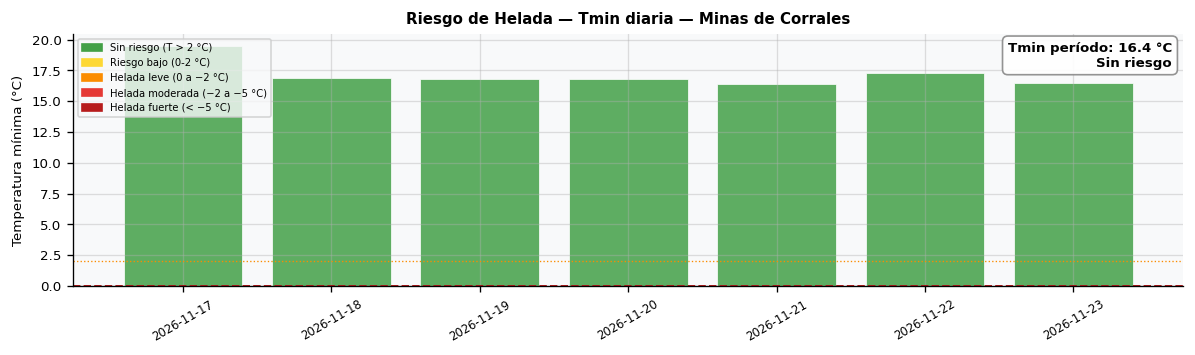 Riesgo de Helada — Tmin diaria — Minas de Corrales
Temperatura mínima (°C)
20.0
17.5
15.0
12.5
10.0
7.5
5.0
2.5
0.0
Sin riesgo (T > 2 °C)
Riesgo bajo (0-2 °C)
Helada leve (0 a −2 °C)
Helada moderada (−2 a −5 °C)
Helada fuerte (< −5 °C)
Tmin período: 16.4 °C
Sin riesgo
2026-11-17
2026-11-18
2026-11-19
2026-11-20
2026-11-21
2026-11-22
2026-11-23